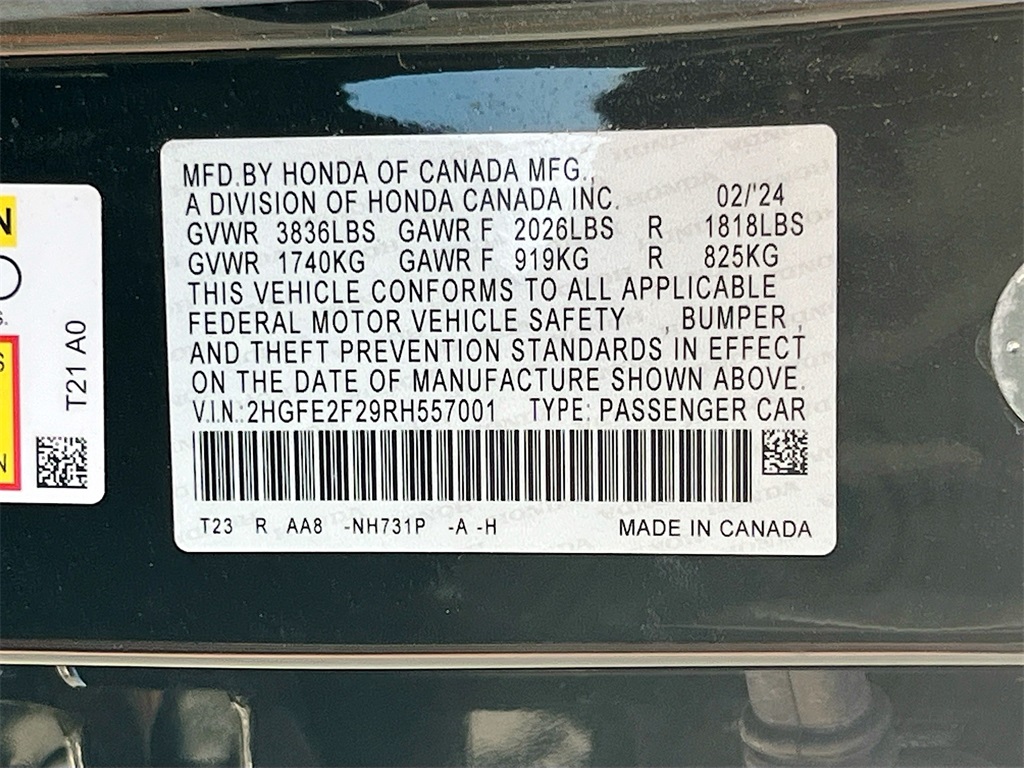 MFD.BY HONDA OF CANADA MFG.,
A DIVISION OF HONDA CANADA INC. 02/'24
GVWR 3836LBS GAWR F 2026LBS R 1818LBS
GVWR 1740KG GAWR F 919KG R 825KG
THIS VEHICLE CONFORMS TO ALL APPLICABLE
FEDERAL MOTOR VEHICLE SAFETY , BUMPER ,
AND THEFT PREVENTION STANDARDS IN EFFECT
ON THE DATE OF MANUFACTURE SHOWN ABOVE.
V.I.N.:2HGFE2F29RH557001 TYPE: PASSENGER CAR
T23 R AA8 -NH731P -A -H MADE IN CANADA
T21 A0